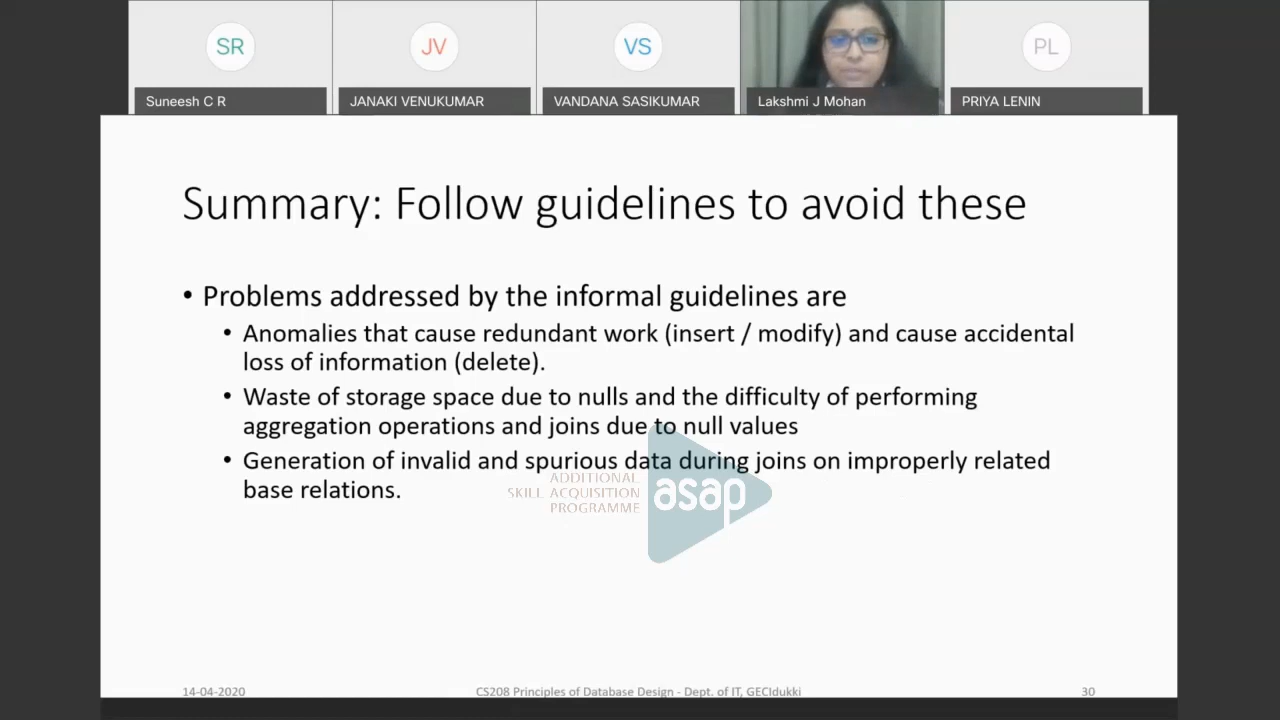 SR
JV
VS
PL
Suneesh C R
JANAKI VENUKUMAR
VANDANA SASIKUMAR
Lakshmi J Mohan
PRIYA LENIN
Summary: Follow guidelines to avoid these
• Problems addressed by the informal guidelines are
• Anomalies that cause redundant work (insert / modify) and cause accidental
loss of information (delete).
• Waste of storage space due to nulls and the difficulty of performing
aggregation operations and joins due to null values
• Generation of invalid and spurious data during joins on improperly related
base relations.
ADDITIONAL
SKILL ACQUISITION
PROGRAMME
asap
14-04-2020
CS208 Principles of Database Design - Dept. of IT, GECIdukki
30